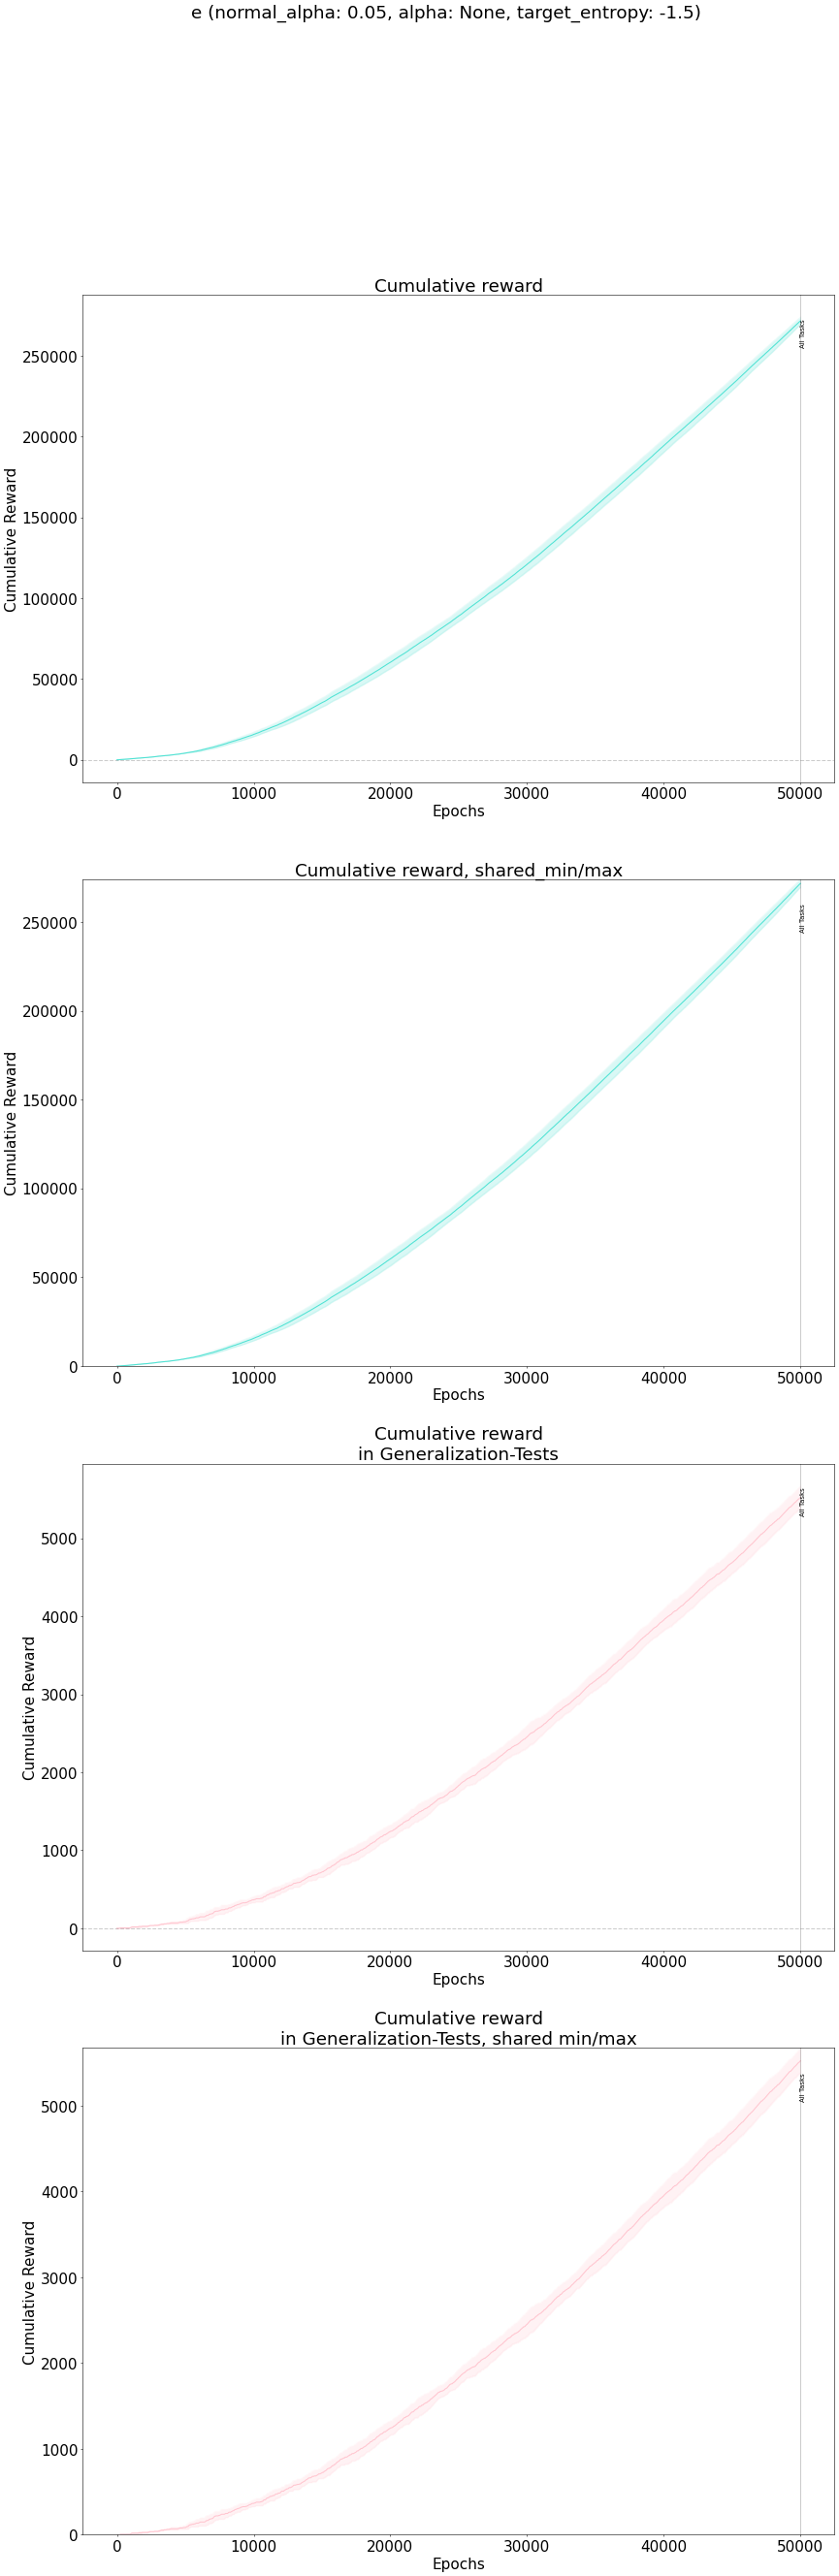 e (normal_alpha: 0.05, alpha: None, target_entropy: -1.5)
Cumulative reward
Cumulative Reward
250000
200000
150000
100000
50000
0
All Tasks
0 10000 20000 30000 40000 50000
Epochs
Cumulative reward, shared_min/max
Cumulative Reward
250000
200000
150000
100000
50000
0
All Tasks
0 10000 20000 30000 40000 50000
Epochs
Cumulative reward
in Generalization-Tests
Cumulative Reward
5000
4000
3000
2000
1000
0
All Tasks
0 10000 20000 30000 40000 50000
Epochs
Cumulative reward
in Generalization-Tests, shared min/max
Cumulative Reward
5000
4000
3000
2000
1000
0
All Tasks
0 10000 20000 30000 40000 50000
Epochs